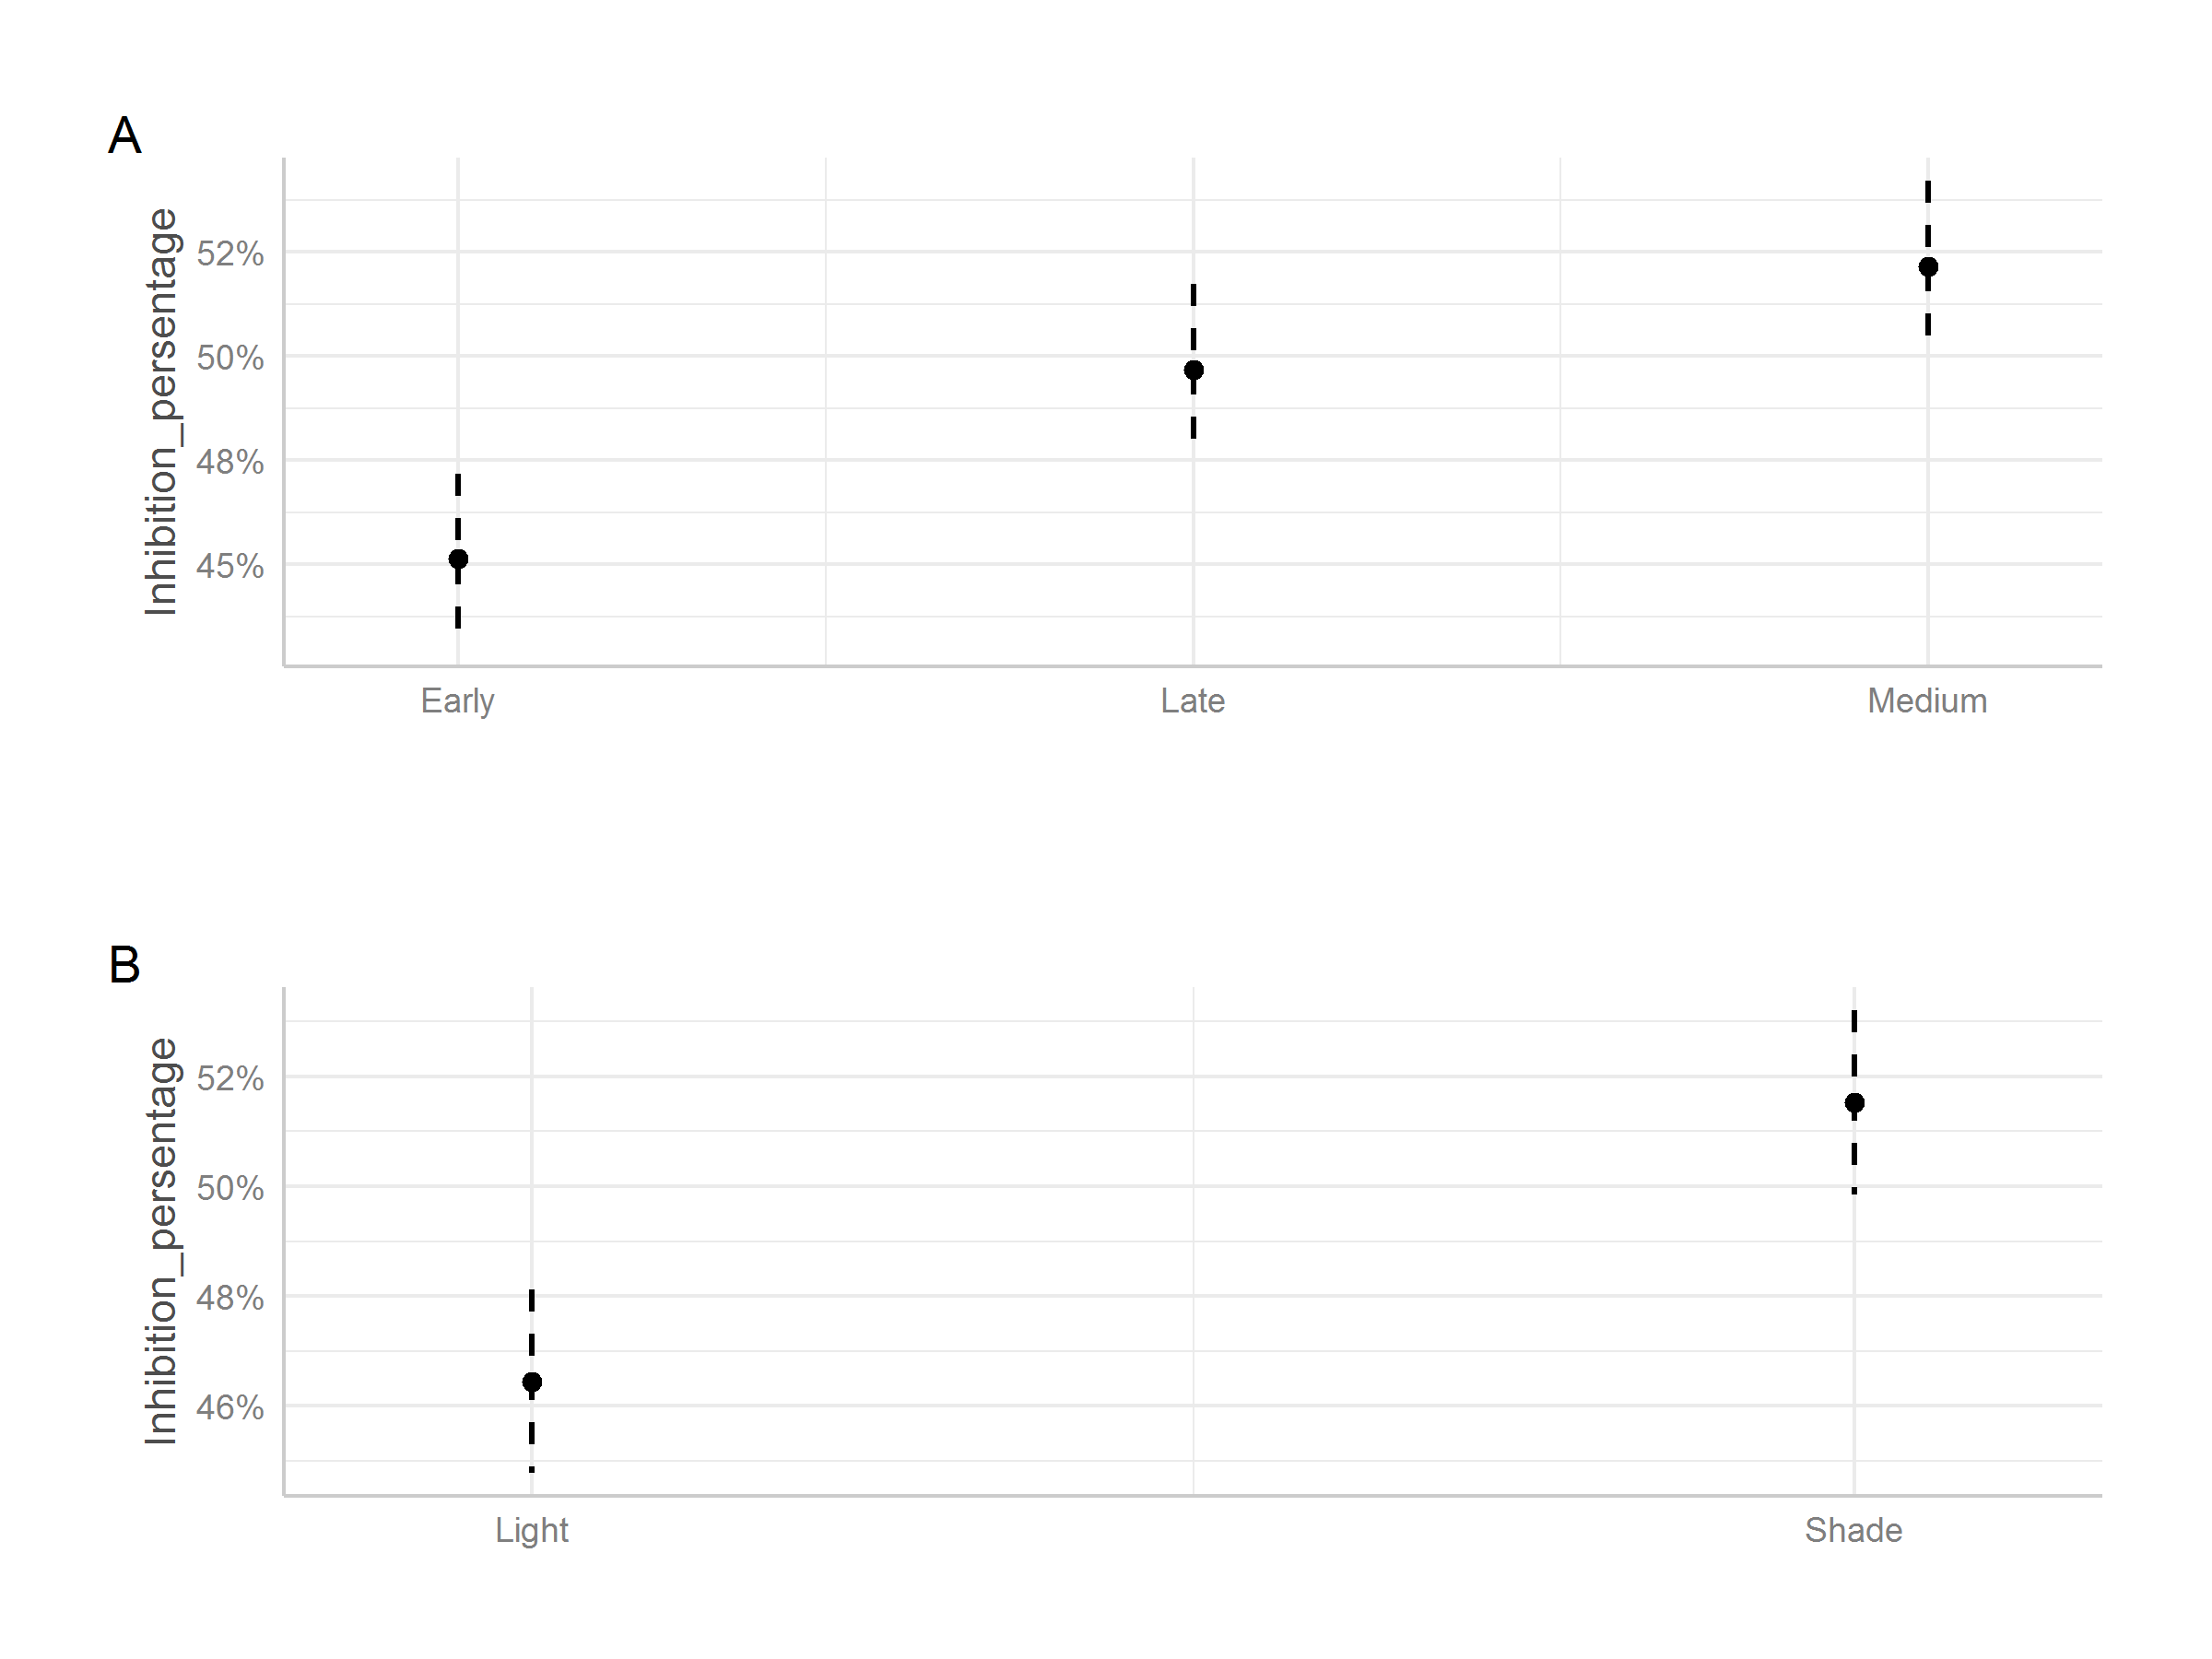 A
Inhibition_persentage
52%
50%
48%
45%
Early Late Medium
B
Inhibition_persentage
52%
50%
48%
46%
Light Shade